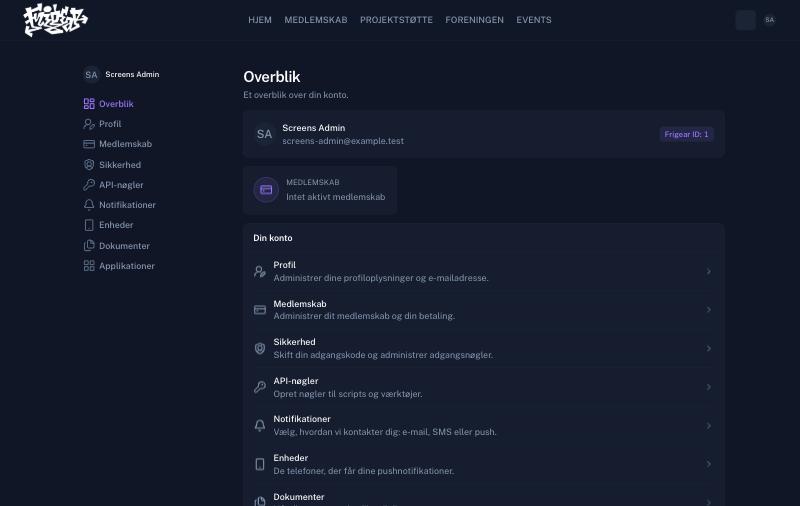 HJEM MEDLEMSKAB PROJEKTSTØTTE FORENINGEN EVENTS
SA
SA Screens Admin
Overblik
Profil
Medlemskab
Sikkerhed
API-nøgler
Notifikationer
Enheder
Dokumenter
Applikationer
Overblik
Et overblik over din konto.
SA
Screens Admin
screens-admin@example.test
Frigear ID: 1
MEDLEMSKAB
Intet aktivt medlemskab
Din konto
Profil
Administrer dine profiloplysninger og e-mailadresse.
Medlemskab
Administrer dit medlemskab og din betaling.
Sikkerhed
Skift din adgangskode og administrer adgangsnøgler.
API-nøgler
Opret nøgler til scripts og værktøjer.
Notifikationer
Vælg, hvordan vi kontakter dig: e-mail, SMS eller push.
Enheder
De telefoner, der får dine pushnotifikationer.
Dokumenter